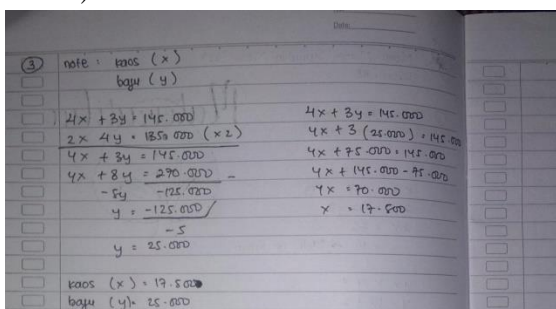 Date:
③ note : kaos (x)
baju (y)
4x + 3y = 145.000
2x 4y = 1350 000 (x2)
4x + 3y = 145.000
4x + 8y = 270.000 -
-5y -125.000
y = -125.000
-5
y = 25.000
kaos (x) = 17.500
baju (y) = 25.000
4x + 3y = 145.000
4x + 3 (25.000) = 145.000
4x + 75.000 = 145.000
4x + 145.000 - 75.000
4x = 70.000
x = 17.500